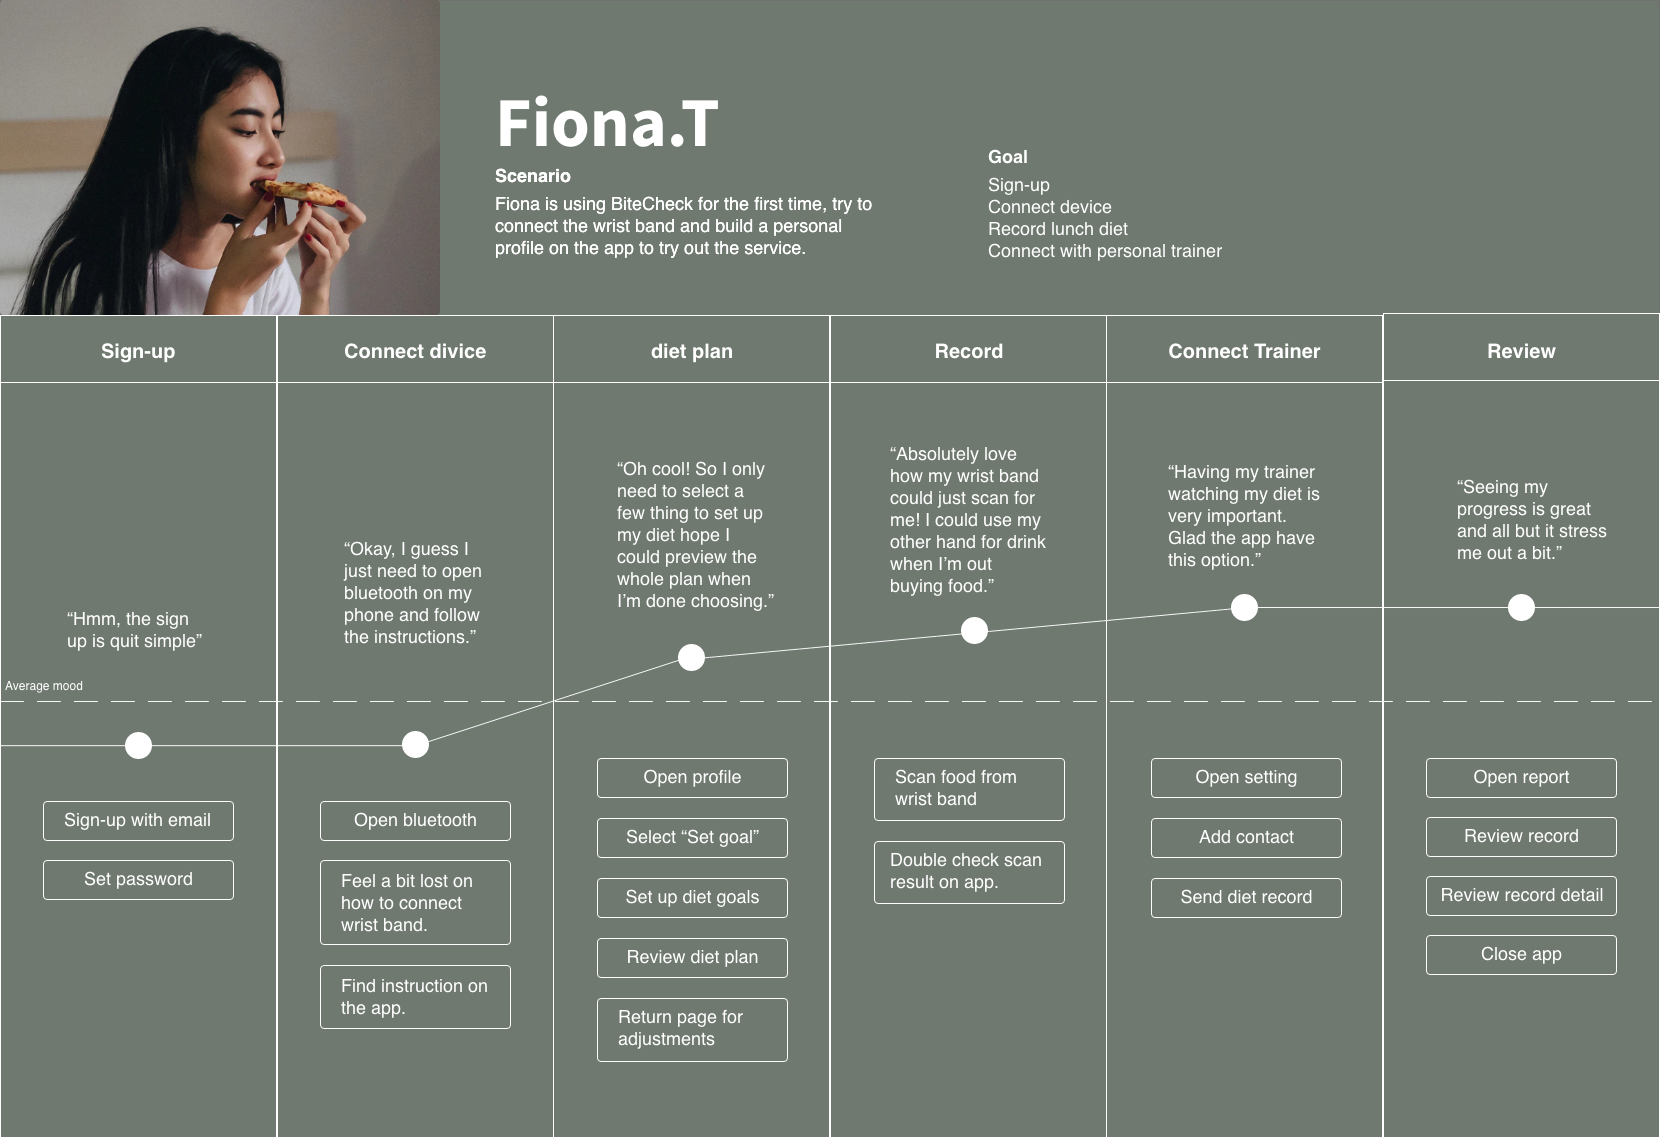 Fiona.T
Scenario
Fiona is using BiteCheck for the first time, try to
connect the wrist band and build a personal
profile on the app to try out the service.
Goal
Sign-up
Connect device
Record lunch diet
Connect with personal trainer
Sign-up
Connect divice
diet plan
Record
Connect Trainer
Review
“Hmm, the sign
up is quit simple”
“Okay, I guess I
just need to open
bluetooth on my
phone and follow
the instructions.”
“Oh cool! So I only
need to select a
few thing to set up
my diet hope I
could preview the
whole plan when
I’m done choosing.”
“Absolutely love
how my wrist band
could just scan for
me! I could use my
other hand for drink
when I’m out
buying food.”
“Having my trainer
watching my diet is
very important.
Glad the app have
this option.”
“Seeing my
progress is great
and all but it stress
me out a bit.”
Average mood
Sign-up with email
Set password
Open bluetooth
Feel a bit lost on
how to connect
wrist band.
Find instruction on
the app.
Open profile
Select “Set goal”
Set up diet goals
Review diet plan
Return page for
adjustments
Scan food from
wrist band
Double check scan
result on app.
Open setting
Add contact
Send diet record
Open report
Review record
Review record detail
Close app